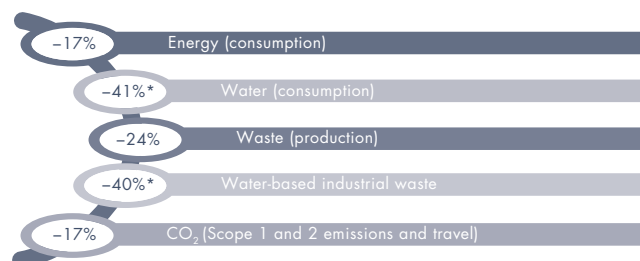 –17% Energy (consumption)
–41%* Water (consumption)
–24% Waste (production)
–40%* Water-based industrial waste
–17% CO₂ (Scope 1 and 2 emissions and travel)